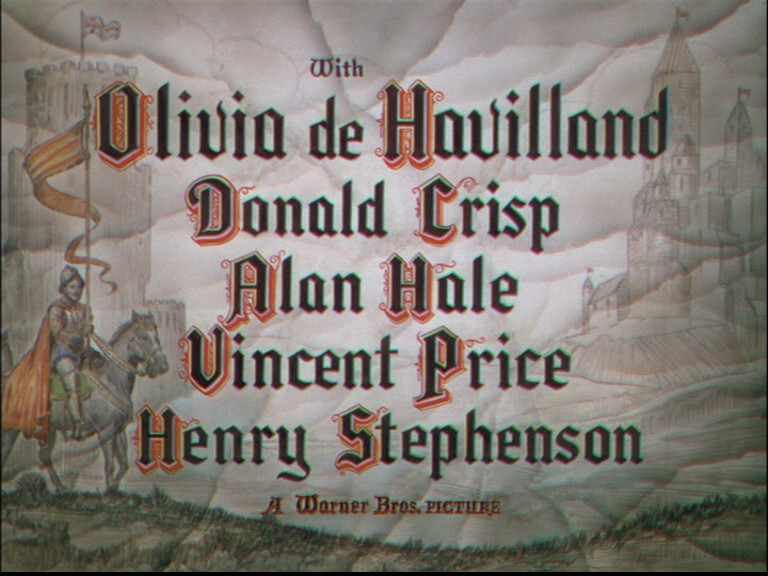 With
Olivia de Havilland
Donald Crisp
Alan Hale
Vincent Price
Henry Stephenson
A Warner Bros. PICTURE